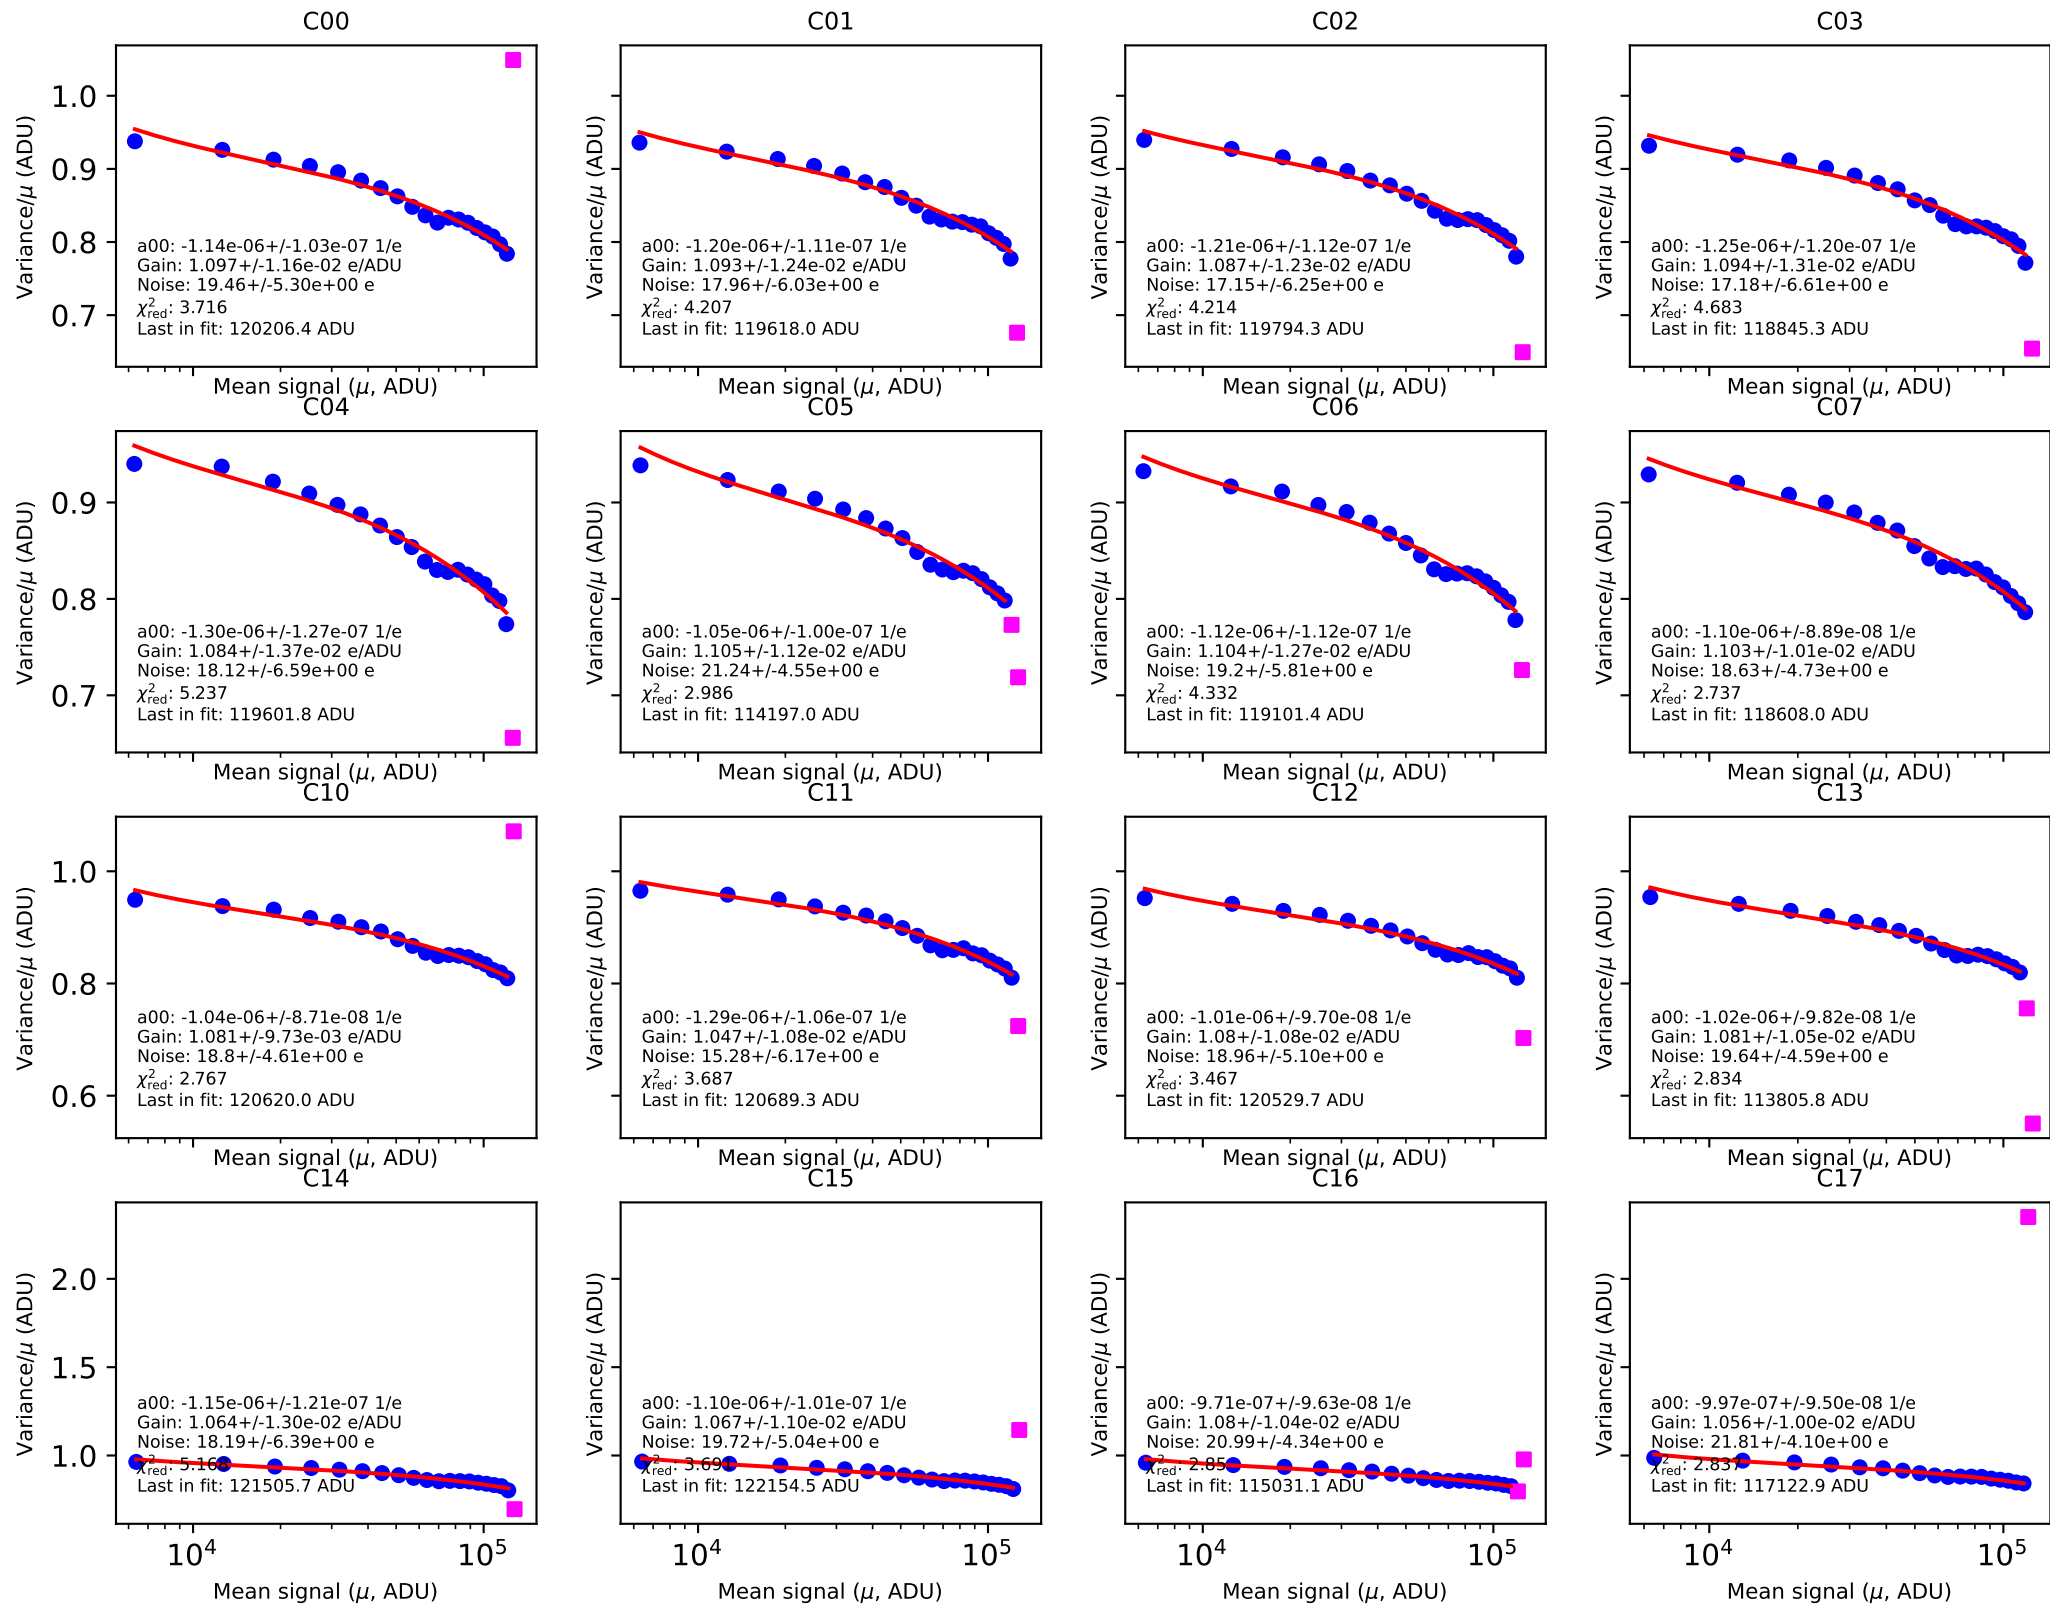 C00 C01 C02 C03
1.0
0.9
0.8
0.7
Variance/μ (ADU)
a00: -1.14e-06+/-1.03e-07 1/e
Gain: 1.097+/-1.16e-02 e/ADU
Noise: 19.46+/-5.30e+00 e
χ²red: 3.716
Last in fit: 120206.4 ADU
Mean signal (μ, ADU)
Variance/μ (ADU)
a00: -1.20e-06+/-1.11e-07 1/e
Gain: 1.093+/-1.24e-02 e/ADU
Noise: 17.96+/-6.03e+00 e
χ²red: 4.207
Last in fit: 119618.0 ADU
Mean signal (μ, ADU)
Variance/μ (ADU)
a00: -1.21e-06+/-1.12e-07 1/e
Gain: 1.087+/-1.23e-02 e/ADU
Noise: 17.15+/-6.25e+00 e
χ²red: 4.214
Last in fit: 119794.3 ADU
Mean signal (μ, ADU)
Variance/μ (ADU)
a00: -1.25e-06+/-1.20e-07 1/e
Gain: 1.094+/-1.31e-02 e/ADU
Noise: 17.18+/-6.61e+00 e
χ²red: 4.683
Last in fit: 118845.3 ADU
Mean signal (μ, ADU)
C04 C05 C06 C07
0.9
0.8
0.7
Variance/μ (ADU)
a00: -1.30e-06+/-1.27e-07 1/e
Gain: 1.084+/-1.37e-02 e/ADU
Noise: 18.12+/-6.59e+00 e
χ²red: 5.237
Last in fit: 119601.8 ADU
Mean signal (μ, ADU)
Variance/μ (ADU)
a00: -1.05e-06+/-1.00e-07 1/e
Gain: 1.105+/-1.12e-02 e/ADU
Noise: 21.24+/-4.55e+00 e
χ²red: 2.986
Last in fit: 114197.0 ADU
Mean signal (μ, ADU)
Variance/μ (ADU)
a00: -1.12e-06+/-1.12e-07 1/e
Gain: 1.104+/-1.27e-02 e/ADU
Noise: 19.2+/-5.81e+00 e
χ²red: 4.332
Last in fit: 119101.4 ADU
Mean signal (μ, ADU)
Variance/μ (ADU)
a00: -1.10e-06+/-8.89e-08 1/e
Gain: 1.103+/-1.01e-02 e/ADU
Noise: 18.63+/-4.73e+00 e
χ²red: 2.737
Last in fit: 118608.0 ADU
Mean signal (μ, ADU)
C10 C11 C12 C13
1.0
0.8
0.6
Variance/μ (ADU)
a00: -1.04e-06+/-8.71e-08 1/e
Gain: 1.081+/-9.73e-03 e/ADU
Noise: 18.8+/-4.61e+00 e
χ²red: 2.767
Last in fit: 120620.0 ADU
Mean signal (μ, ADU)
Variance/μ (ADU)
a00: -1.29e-06+/-1.06e-07 1/e
Gain: 1.047+/-1.08e-02 e/ADU
Noise: 15.28+/-6.17e+00 e
χ²red: 3.687
Last in fit: 120689.3 ADU
Mean signal (μ, ADU)
Variance/μ (ADU)
a00: -1.01e-06+/-9.70e-08 1/e
Gain: 1.08+/-1.08e-02 e/ADU
Noise: 18.96+/-5.10e+00 e
χ²red: 3.467
Last in fit: 120529.7 ADU
Mean signal (μ, ADU)
Variance/μ (ADU)
a00: -1.02e-06+/-9.82e-08 1/e
Gain: 1.081+/-1.05e-02 e/ADU
Noise: 19.64+/-4.59e+00 e
χ²red: 2.834
Last in fit: 113805.8 ADU
Mean signal (μ, ADU)
C14 C15 C16 C17
2.0
1.5
1.0
Variance/μ (ADU)
a00: -1.15e-06+/-1.21e-07 1/e
Gain: 1.064+/-1.30e-02 e/ADU
Noise: 18.19+/-6.39e+00 e
χ²red:
Last in fit: 121505.7 ADU
10⁴ 10⁵
Mean signal (μ, ADU)
Variance/μ (ADU)
a00: -1.10e-06+/-1.01e-07 1/e
Gain: 1.067+/-1.10e-02 e/ADU
Noise: 19.72+/-5.04e+00 e
χ²red:
Last in fit: 122154.5 ADU
10⁴ 10⁵
Mean signal (μ, ADU)
Variance/μ (ADU)
a00: -9.71e-07+/-9.63e-08 1/e
Gain: 1.08+/-1.04e-02 e/ADU
Noise: 20.99+/-4.34e+00 e
χ²red:
Last in fit: 115031.1 ADU
10⁴ 10⁵
Mean signal (μ, ADU)
Variance/μ (ADU)
a00: -9.97e-07+/-9.50e-08 1/e
Gain: 1.056+/-1.00e-02 e/ADU
Noise: 21.81+/-4.10e+00 e
χ²red: 2.837
Last in fit: 117122.9 ADU
10⁴ 10⁵
Mean signal (μ, ADU)